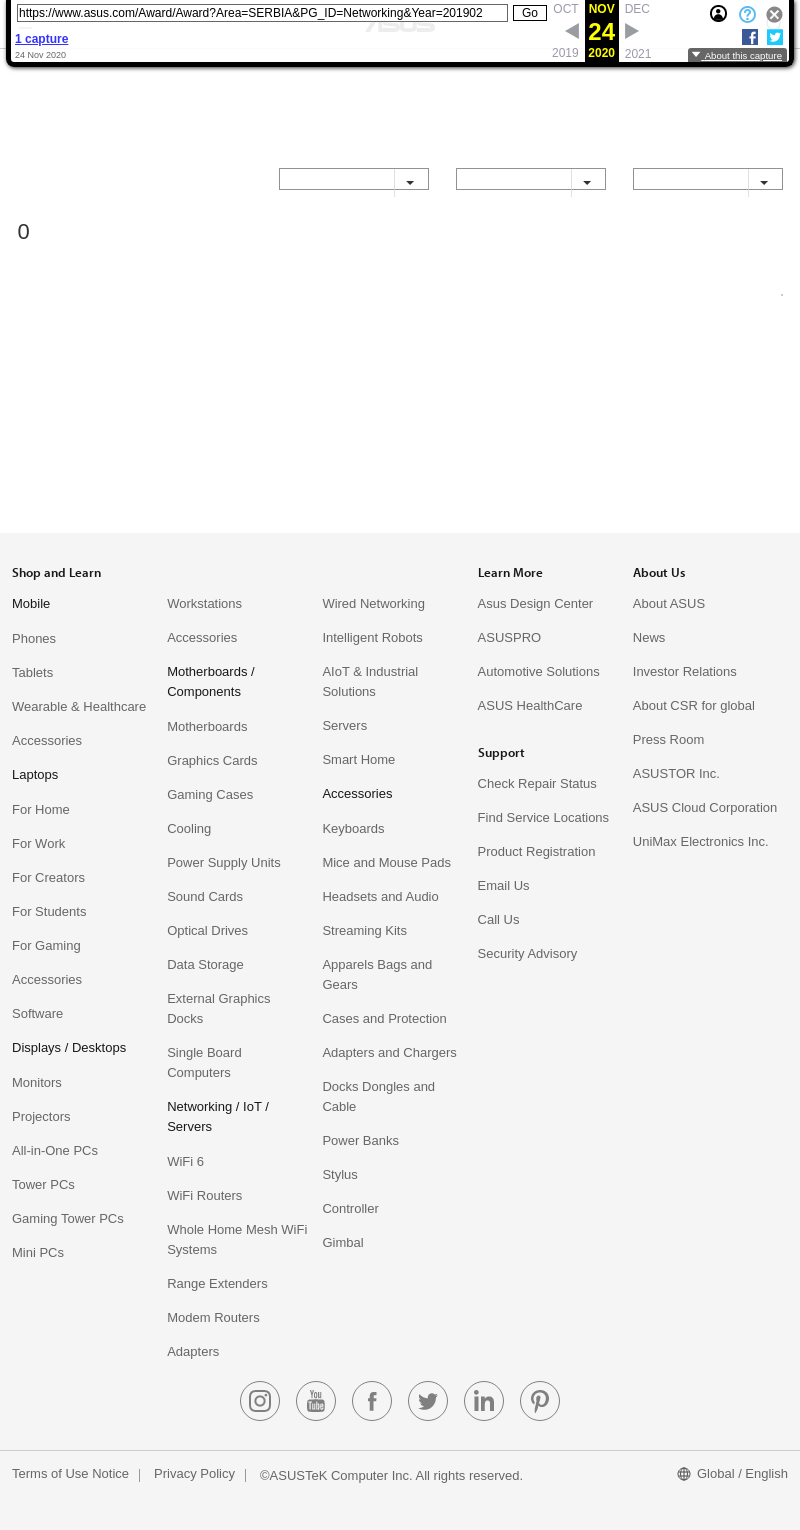 https://www.asus.com/Award/Award?Area=SERBIA&PG_ID=Networking&Year=201902
Go
OCT
NOV
DEC
1 capture
24
24 Nov 2020
2019
2020
2021
About this capture
ASUS
0
Shop and Learn
Mobile
Phones
Tablets
Wearable & Healthcare
Accessories
Laptops
For Home
For Work
For Creators
For Students
For Gaming
Accessories
Software
Displays / Desktops
Monitors
Projectors
All-in-One PCs
Tower PCs
Gaming Tower PCs
Mini PCs
Workstations
Accessories
Motherboards /
Components
Motherboards
Graphics Cards
Gaming Cases
Cooling
Power Supply Units
Sound Cards
Optical Drives
Data Storage
External Graphics
Docks
Single Board
Computers
Networking / IoT /
Servers
WiFi 6
WiFi Routers
Whole Home Mesh WiFi
Systems
Range Extenders
Modem Routers
Adapters
Wired Networking
Intelligent Robots
AIoT & Industrial
Solutions
Servers
Smart Home
Accessories
Keyboards
Mice and Mouse Pads
Headsets and Audio
Streaming Kits
Apparels Bags and
Gears
Cases and Protection
Adapters and Chargers
Docks Dongles and
Cable
Power Banks
Stylus
Controller
Gimbal
Learn More
Asus Design Center
ASUSPRO
Automotive Solutions
ASUS HealthCare
Support
Check Repair Status
Find Service Locations
Product Registration
Email Us
Call Us
Security Advisory
About Us
About ASUS
News
Investor Relations
About CSR for global
Press Room
ASUSTOR Inc.
ASUS Cloud Corporation
UniMax Electronics Inc.
You
Tube
Terms of Use Notice
Privacy Policy
©ASUSTeK Computer Inc. All rights reserved.
Global / English